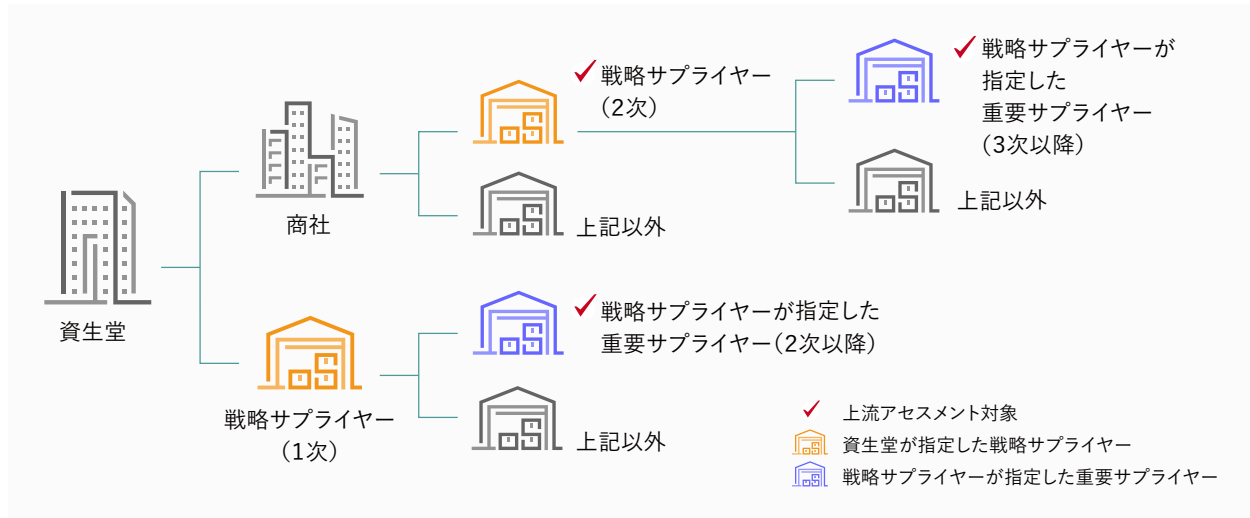 資生堂
商社
戦略サプライヤー
（1次）
戦略サプライヤー
（2次）
上記以外
戦略サプライヤーが
指定した
重要サプライヤー
（3次以降）
上記以外
戦略サプライヤーが指定した
重要サプライヤー（2次以降）
上記以外
上流アセスメント対象
資生堂が指定した戦略サプライヤー
戦略サプライヤーが指定した重要サプライヤー